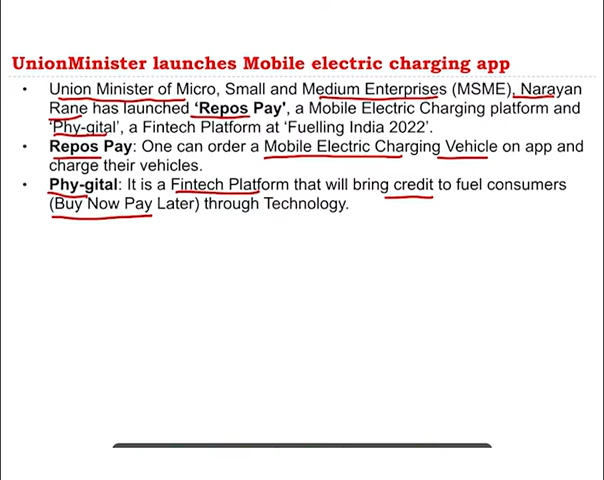 UnionMinister launches Mobile electric charging app
• Union Minister of Micro, Small and Medium Enterprises (MSME), Narayan
Rane has launched ‘Repos Pay', a Mobile Electric Charging platform and
‘Phy-gital’, a Fintech Platform at ‘Fuelling India 2022’.
• Repos Pay: One can order a Mobile Electric Charging Vehicle on app and
charge their vehicles.
• Phy-gital: It is a Fintech Platform that will bring credit to fuel consumers
(Buy Now Pay Later) through Technology.